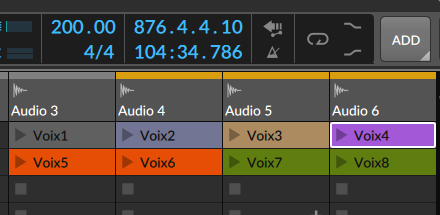 200.00 876.4.4.10
4/4 104:34.786
ADD
Audio 3 Audio 4 Audio 5 Audio 6
Voix1 Voix2 Voix3 Voix4
Voix5 Voix6 Voix7 Voix8